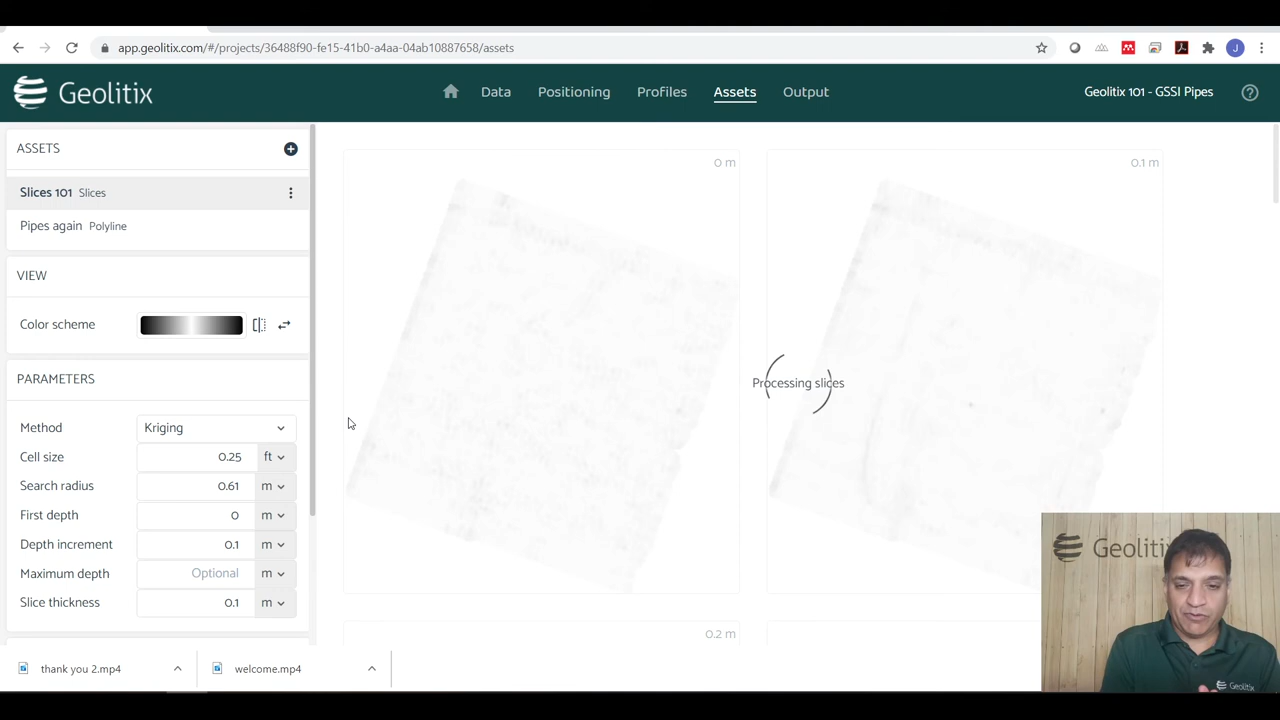 app.geolitix.com/#/projects/36488f90-fe15-41b0-a4aa-04ab10887658/assets
J
Geolitix
Data
Positioning
Profiles
Assets
Output
Geolitix 101 - GSSI Pipes
ASSETS
Slices 101 Slices
Pipes again Polyline
VIEW
Color scheme
PARAMETERS
Method Kriging
Cell size 0.25 ft
Search radius 0.61 m
First depth 0 m
Depth increment 0.1 m
Maximum depth Optional m
Slice thickness 0.1 m
0 m
0.1 m
Processing slices
0.2 m
Geoliti
Geolitix
thank you 2.mp4
welcome.mp4